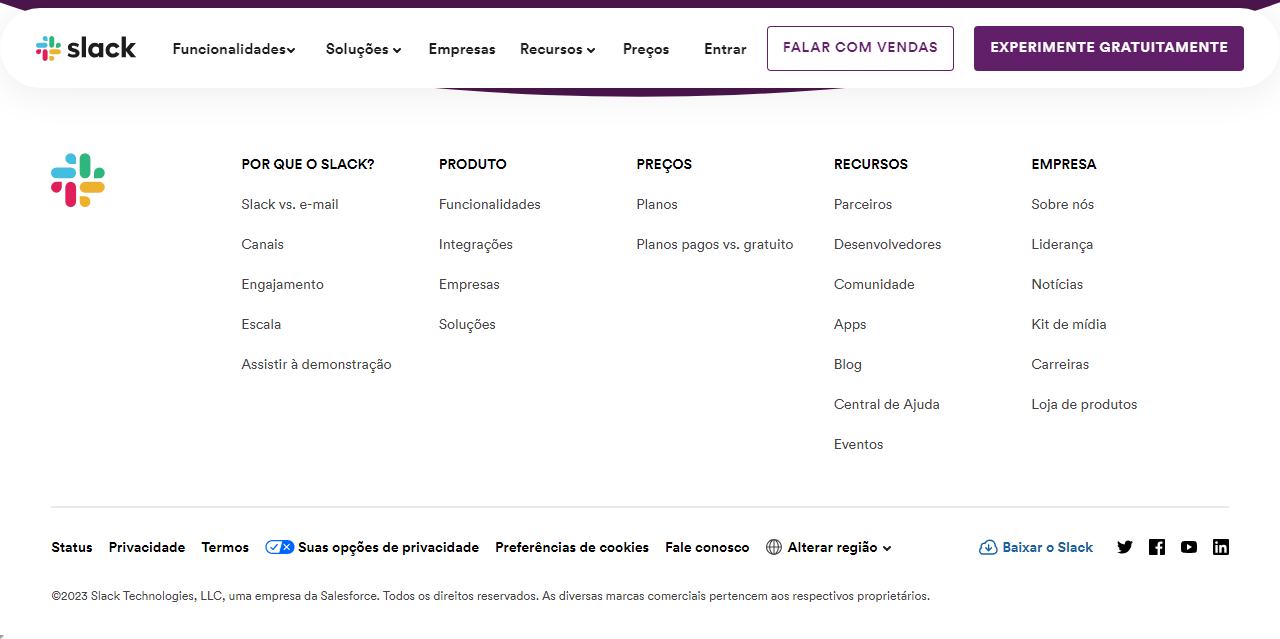 slack Funcionalidades Soluções Empresas Recursos Preços Entrar FALAR COM VENDAS EXPERIMENTE GRATUITAMENTE
POR QUE O SLACK?
Slack vs. e-mail
Canais
Engajamento
Escala
Assistir à demonstração
PRODUTO
Funcionalidades
Integrações
Empresas
Soluções
PREÇOS
Planos
Planos pagos vs. gratuito
RECURSOS
Parceiros
Desenvolvedores
Comunidade
Apps
Blog
Central de Ajuda
Eventos
EMPRESA
Sobre nós
Liderança
Notícias
Kit de mídia
Carreiras
Loja de produtos
Status Privacidade Termos Suas opções de privacidade Preferências de cookies Fale conosco Alterar região Baixar o Slack
©2023 Slack Technologies, LLC, uma empresa da Salesforce. Todos os direitos reservados. As diversas marcas comerciais pertencem aos respectivos proprietários.